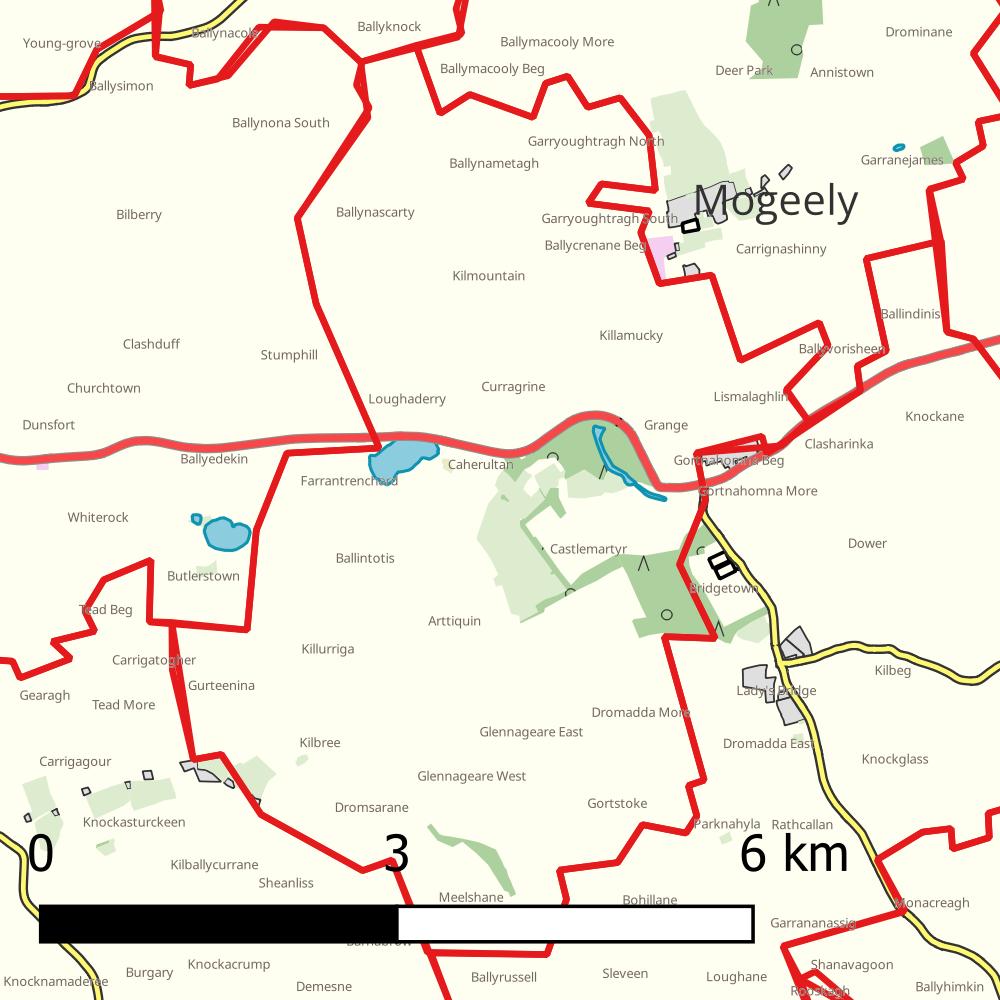 Ballyknock
Drominane
Young-grove
Ballynacole
Ballymacooly More
Ballymacooly Beg
Deer Park
Annistown
Ballysimon
Ballynona South
Garryoughtragh North
Ballynametagh
Garranejames
Mogeely
Bilberry
Ballynascarty
Garryoughtragh South
Ballycrenane Beg
Carrignashinny
Kilmountain
Ballindinis
Killamucky
Clashduff
Stumphill
Ballyvorisheen
Churchtown
Curragrine
Loughaderry
Lismalaghlin
Dunsfort
Grange
Knockane
Clasharinka
Ballyedekin
Caherultan
Gortnahomna Beg
Farrantrenchard
Gortnahomna More
Whiterock
Castlemartyr
Dower
Ballintotis
Butlerstown
Bridgetown
Tead Beg
Arttiquin
Killurriga
Carrigatogher
Kilbeg
Gurteenina
Gearagh
Lady's Bridge
Tead More
Dromadda More
Glennageare East
Kilbree
Dromadda East
Carrigagour
Knockglass
Glennageare West
Gortstoke
Dromsarane
Knockasturckeen
Parknahyla
Rathcallan
0 3 6 km
Kilballycurrane
Sheanliss
Meelshane
Bohillane
Monacreagh
Garrananassig
Knockacrump
Shanavagoon
Burgary
Sleveen
Ballyrussell
Loughane
Knocknamaderee
Demesne
Ballyhimkin
Rooskagh